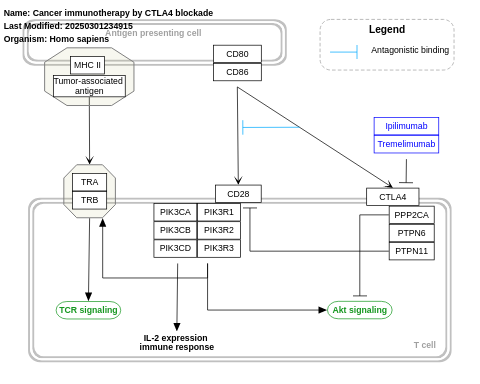 Name: Cancer immunotherapy by CTLA4 blockade
Last Modified: 20250301234915
Organism: Homo sapiens
Antigen presenting cell
Legend
Antagonistic binding
MHC II
Tumor-associated
antigen
CD80
CD86
Ipilimumab
Tremelimumab
TRA
TRB
CD28
CTLA4
PIK3CA PIK3R1
PIK3CB PIK3R2
PIK3CD PIK3R3
PPP2CA
PTPN6
PTPN11
TCR signaling
Akt signaling
IL-2 expression
immune response
T cell